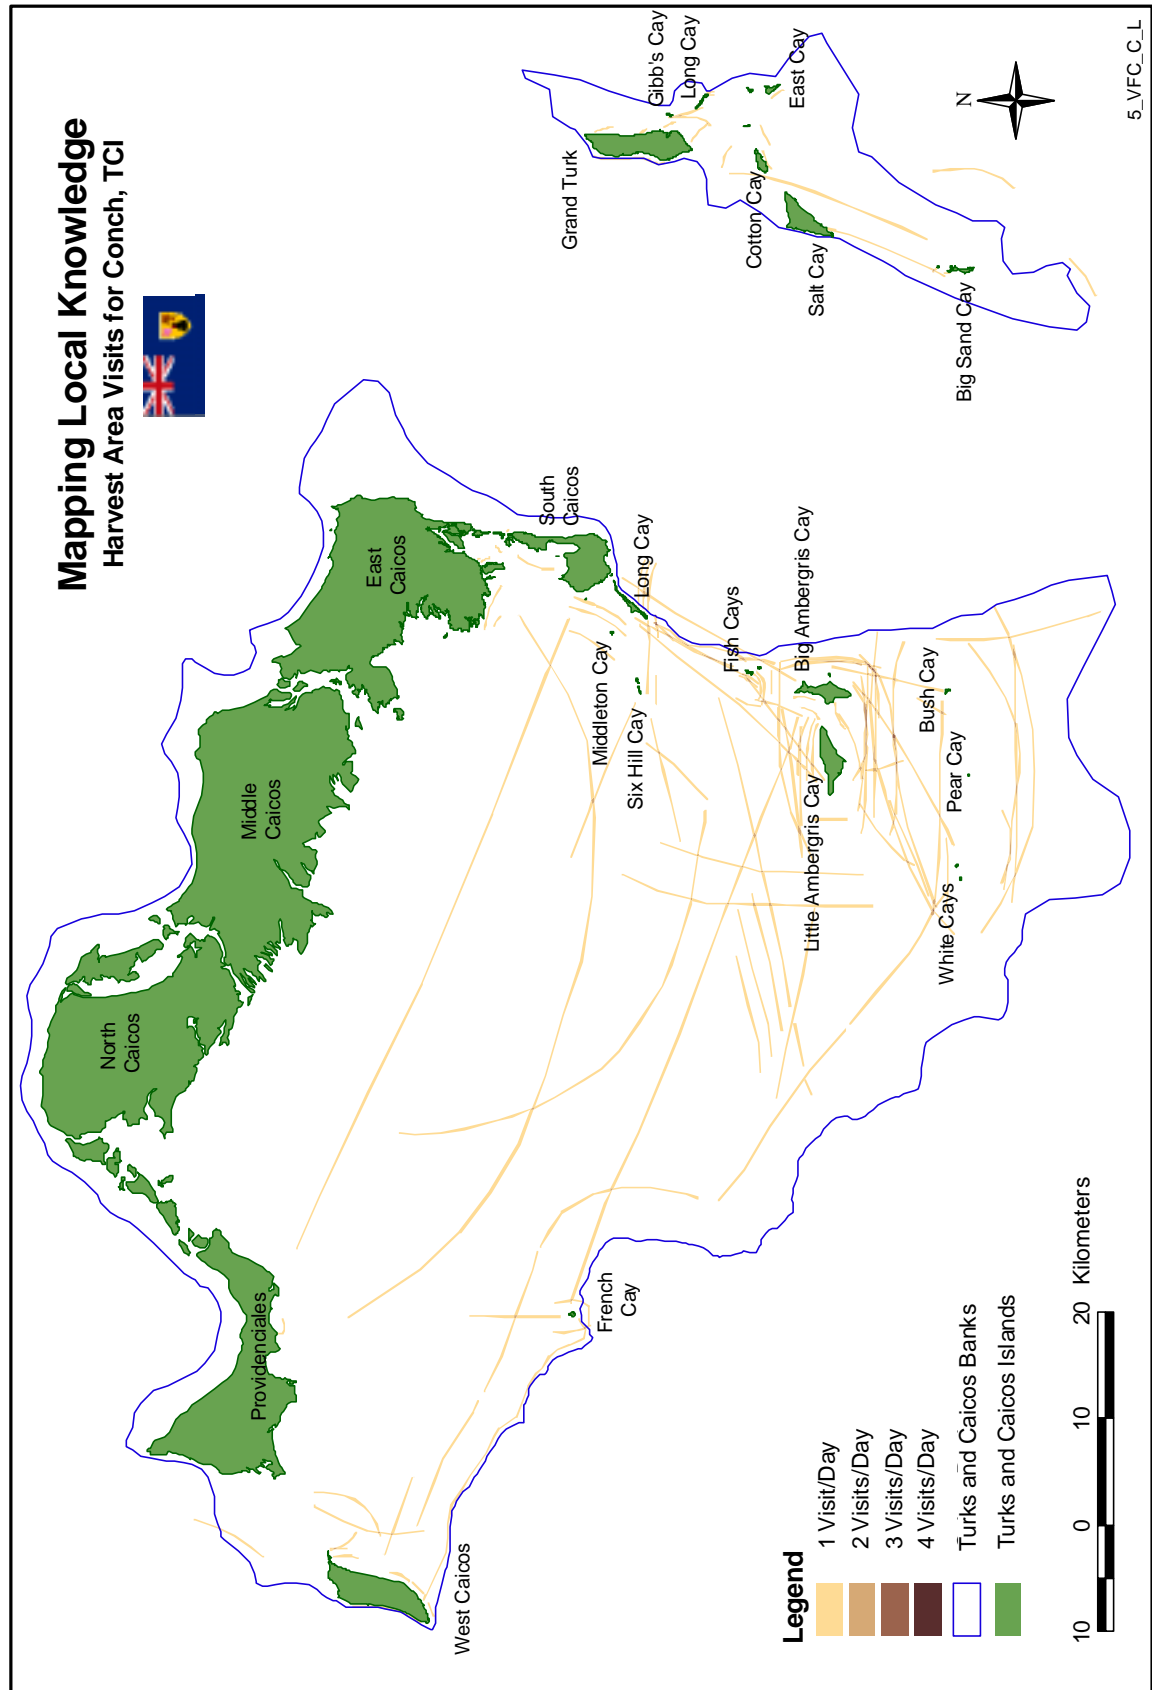 Mapping Local Knowledge
Harvest Area Visits for Conch, TCI
North
Caicos
Middle
Caicos
East
Caicos
South
Caicos
Providenciales
West Caicos
French
Cay
Long Cay
Middleton Cay
Six Hill Cay
Fish Cays
Big Ambergris Cay
Little Ambergris Cay
Bush Cay
Pear Cay
White Cays
Grand Turk
Gibb's Cay
Long Cay
East Cay
Cotton Cay
Salt Cay
Big Sand Cay
N
Legend
1 Visit/Day
2 Visits/Day
3 Visits/Day
4 Visits/Day
Turks and Caicos Banks
Turks and Caicos Islands
10 0 10 20 Kilometers
5_VFC_C_L